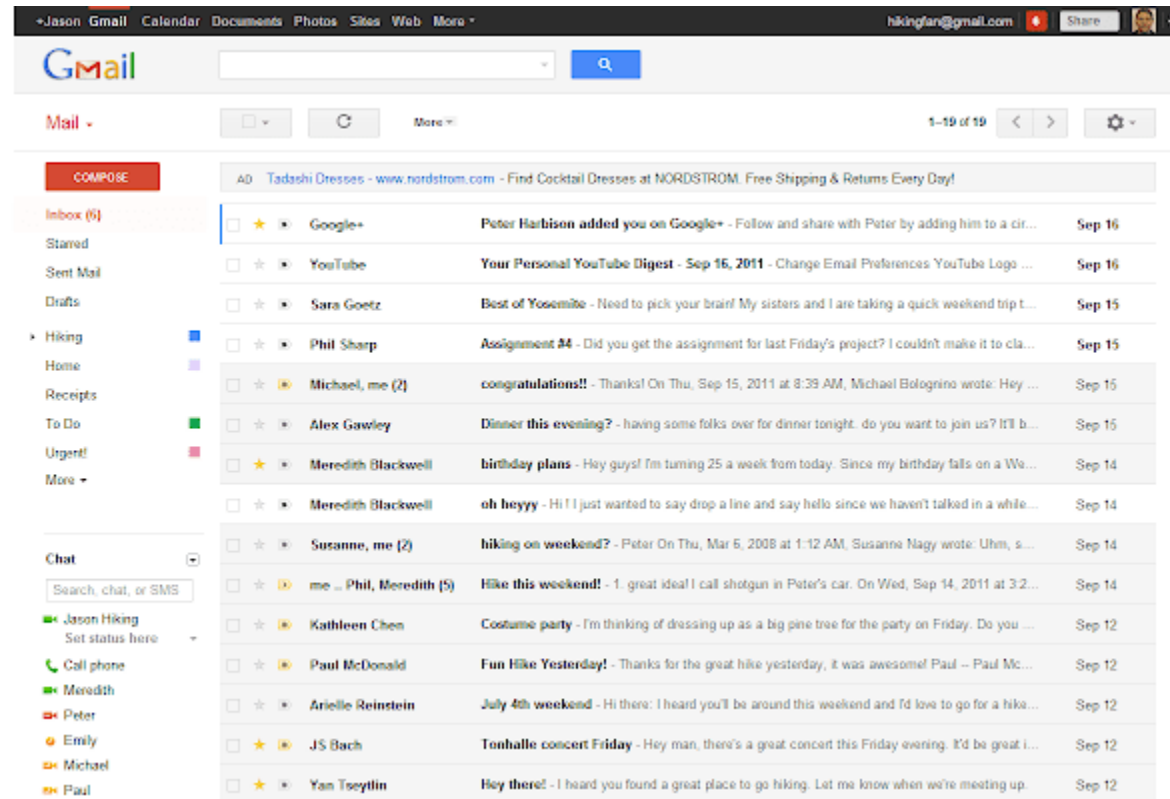 +Jason Gmail Calendar Documents Photos Sites Web More hikingfan@gmail.com Share
Gmail
Mail More 1–19 of 19
COMPOSE
AD Tadashi Dresses - www.nordstrom.com - Find Cocktail Dresses at NORDSTROM. Free Shipping & Returns Every Day!
Inbox (6)
Starred
Sent Mail
Drafts
Hiking
Home
Receipts
To Do
Urgent!
More
Chat
Search, chat, or SMS
Jason Hiking
Set status here
Call phone
Meredith
Peter
Emily
Michael
Paul
Google+ Peter Harbison added you on Google+ - Follow and share with Peter by adding him to a cir... Sep 16
YouTube Your Personal YouTube Digest - Sep 16, 2011 - Change Email Preferences YouTube Logo ... Sep 16
Sara Goetz Best of Yosemite - Need to pick your brain! My sisters and I are taking a quick weekend trip t... Sep 15
Phil Sharp Assignment #4 - Did you get the assignment for last Friday's project? I couldn't make it to cla... Sep 15
Michael, me (2) congratulations!! - Thanks! On Thu, Sep 15, 2011 at 8:39 AM, Michael Bolognino wrote: Hey ... Sep 15
Alex Gawley Dinner this evening? - having some folks over for dinner tonight. do you want to join us? It'll b... Sep 15
Meredith Blackwell birthday plans - Hey guys! I'm turning 25 a week from today. Since my birthday falls on a We... Sep 14
Meredith Blackwell oh heyyy - Hi! I just wanted to say drop a line and say hello since we haven't talked in a while... Sep 14
Susanne, me (2) hiking on weekend? - Peter On Thu, Mar 6, 2008 at 1:12 AM, Susanne Nagy wrote: Uhm, s... Sep 14
me .. Phil, Meredith (5) Hike this weekend! - 1. great idea! I call shotgun in Peter's car. On Wed, Sep 14, 2011 at 3:2... Sep 14
Kathleen Chen Costume party - I'm thinking of dressing up as a big pine tree for the party on Friday. Do you ... Sep 12
Paul McDonald Fun Hike Yesterday! - Thanks for the great hike yesterday, it was awesome! Paul -- Paul Mc... Sep 12
Arielle Reinstein July 4th weekend - Hi there: I heard you'll be around this weekend and I'd love to go for a hike... Sep 12
JS Bach Tonhalle concert Friday - Hey man, there's a great concert this Friday evening. It'd be great i... Sep 12
Yan Tseytlin Hey there! - I heard you found a great place to go hiking. Let me know when we're meeting up. Sep 12